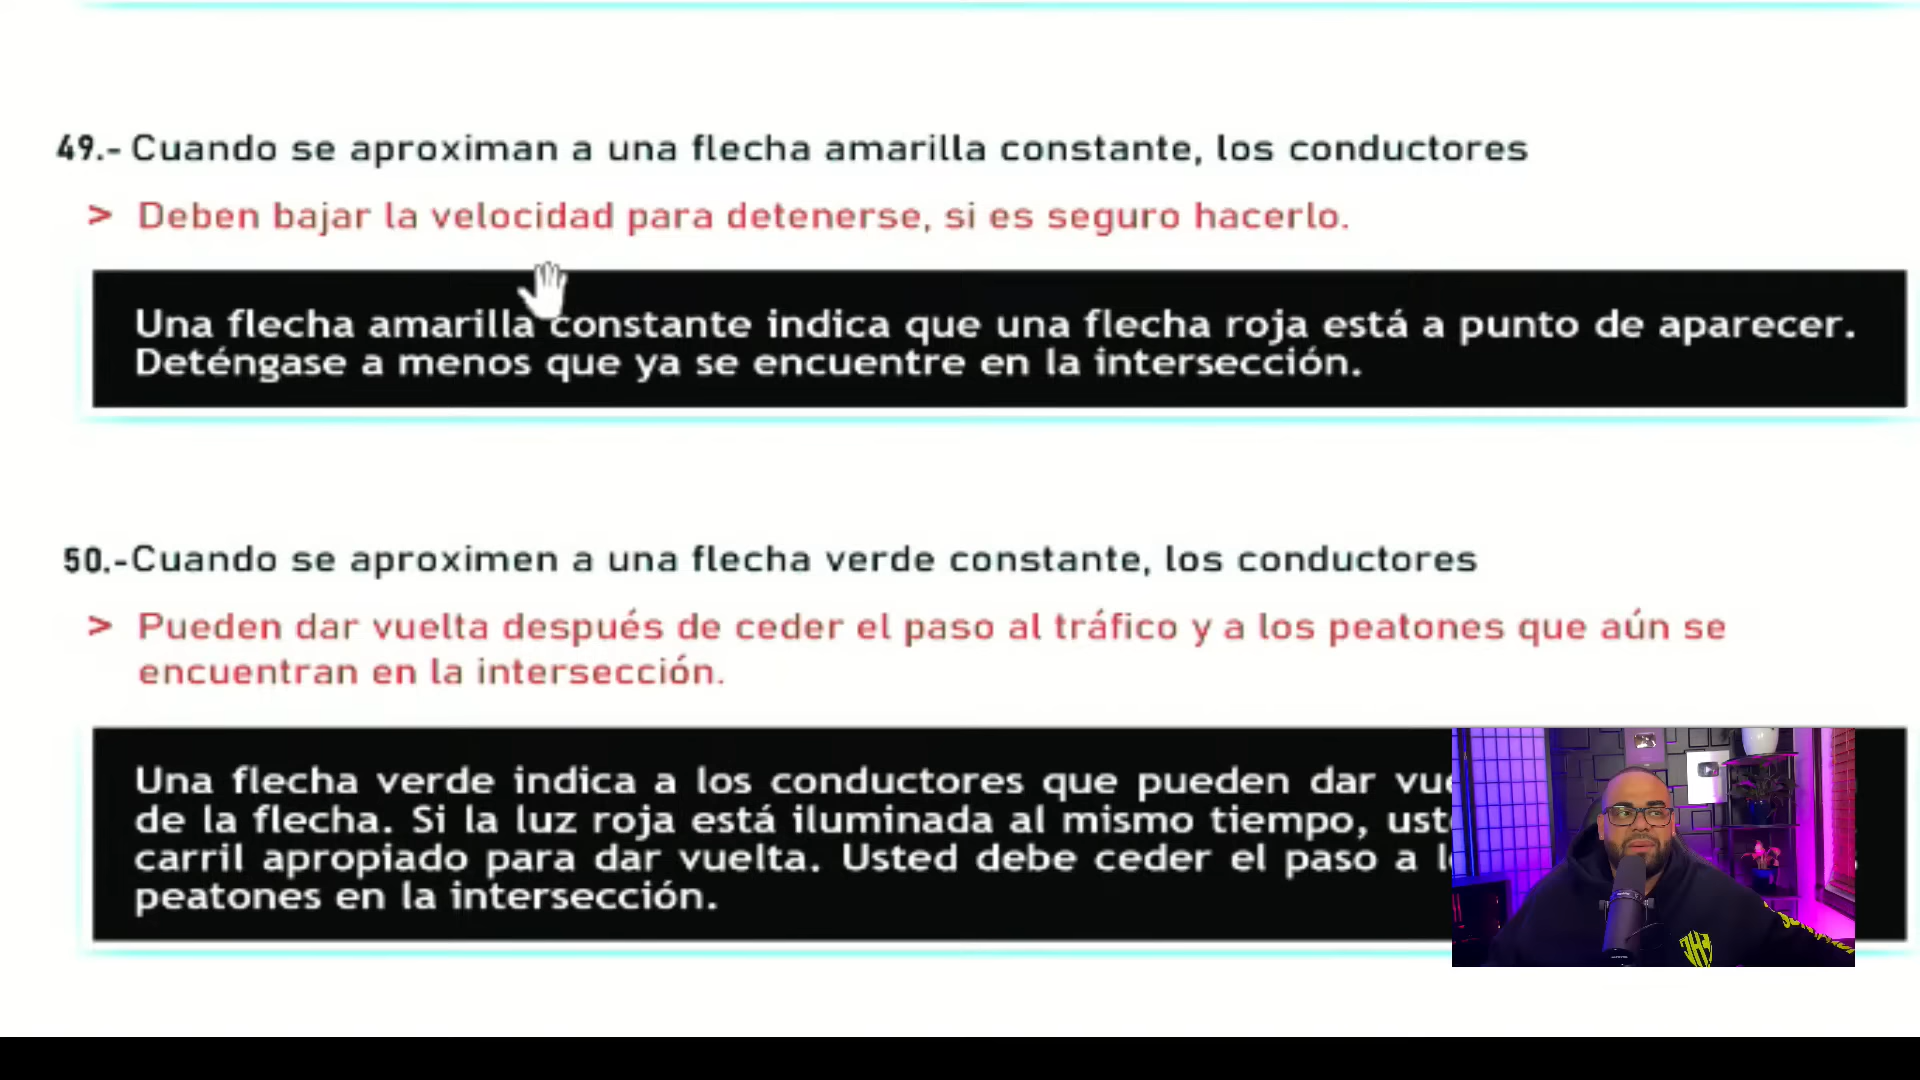 49.- Cuando se aproximan a una flecha amarilla constante, los conductores
> Deben bajar la velocidad para detenerse, si es seguro hacerlo.
Una flecha amarilla constante indica que una flecha roja está a punto de aparecer.
Deténgase a menos que ya se encuentre en la intersección.
50.-Cuando se aproximen a una flecha verde constante, los conductores
> Pueden dar vuelta después de ceder el paso al tráfico y a los peatones que aún se
encuentran en la intersección.
Una flecha verde indica a los conductores que pueden dar
de la flecha. Si la luz roja está iluminada al mismo tiempo,
carril apropiado para dar vuelta. Usted debe ceder el paso a
peatones en la intersección.